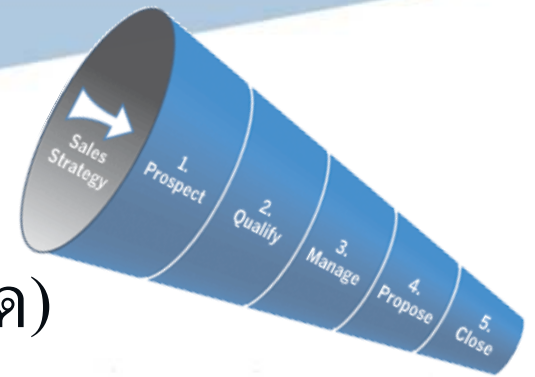 Sales
Strategy
1.
Prospect
2.
Qualify
3.
Manage
4.
Propose
5.
Close